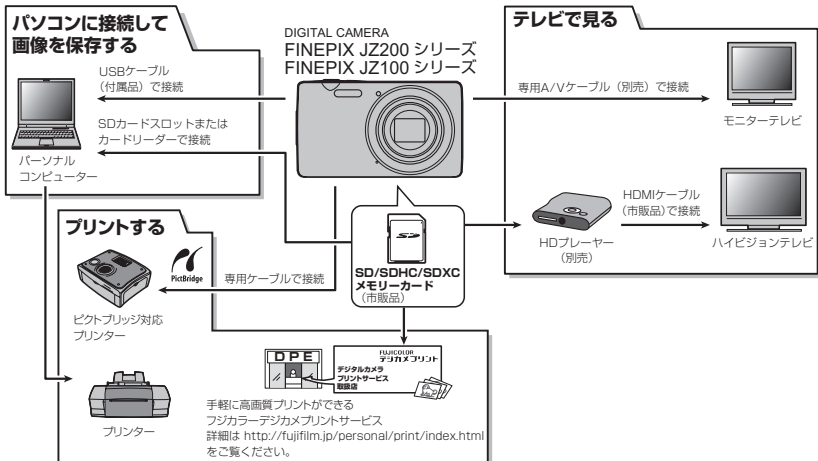 パソコンに接続して
画像を保存する
USBケーブル
(付属品)で接続
SDカードスロットまたは
カードリーダーで接続
パーソナル
コンピューター
DIGITAL CAMERA
FINEPIX JZ200 シリーズ
FINEPIX JZ100 シリーズ
テレビで見る
専用A/Vケーブル(別売)で接続
モニターテレビ
HDMIケーブル
(市販品)で接続
HDプレーヤー
(別売)
ハイビジョンテレビ
SD/SDHC/SDXC
メモリーカード
(市販品)
プリントする
PictBridge
専用ケーブルで接続
ピクトブリッジ対応
プリンター
プリンター
DPE
FUJICOLOR
デジカメプリント
デジタルカメラ
プリントサービス
取扱店
手軽に高画質プリントができる
フジカラーデジカメプリントサービス
詳細は http://fujifilm.jp/personal/print/index.html
をご覧ください。